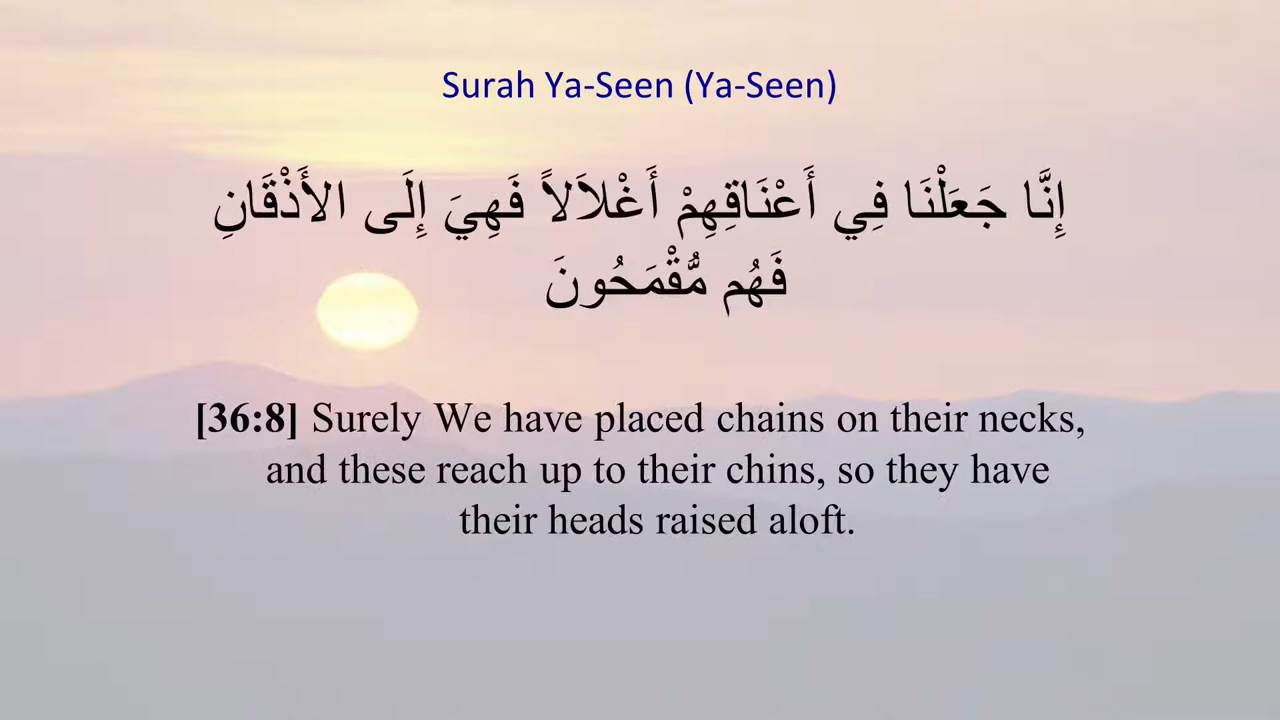 Surah Ya-Seen (Ya-Seen)
إِنَّا جَعَلْنَا فِي أَعْنَاقِهِمْ أَغْلاَلاً فَهِيَ إِلَى الأَذْقَانِ
فَهُم مُّقْمَحُونَ
[36:8] Surely We have placed chains on their necks,
and these reach up to their chins, so they have
their heads raised aloft.